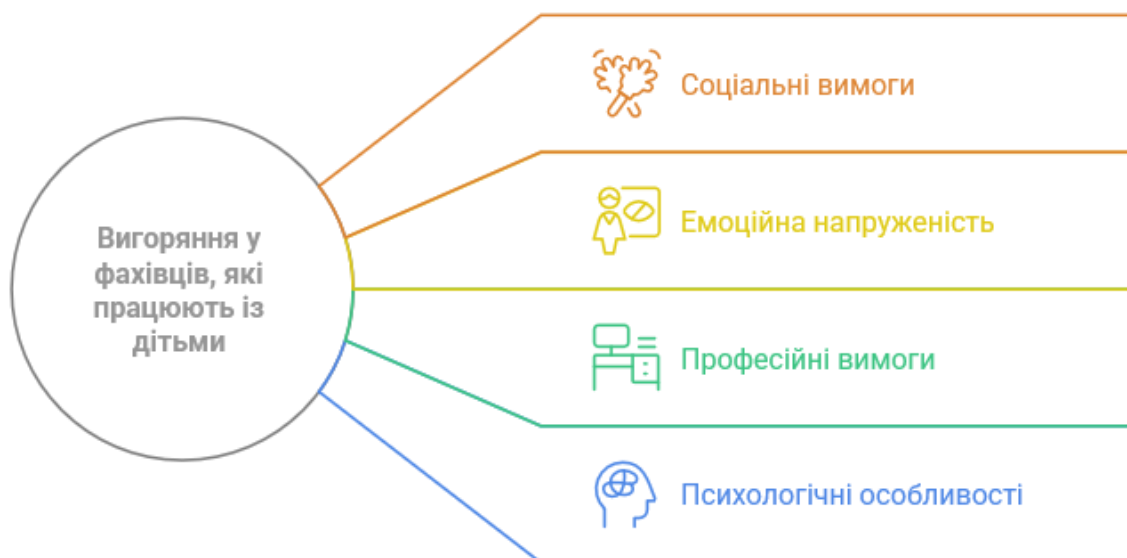 Вигоряння у
фахівців, які
працюють із
дітьми
Соціальні вимоги
Емоційна напруженість
Професійні вимоги
Психологічні особливості